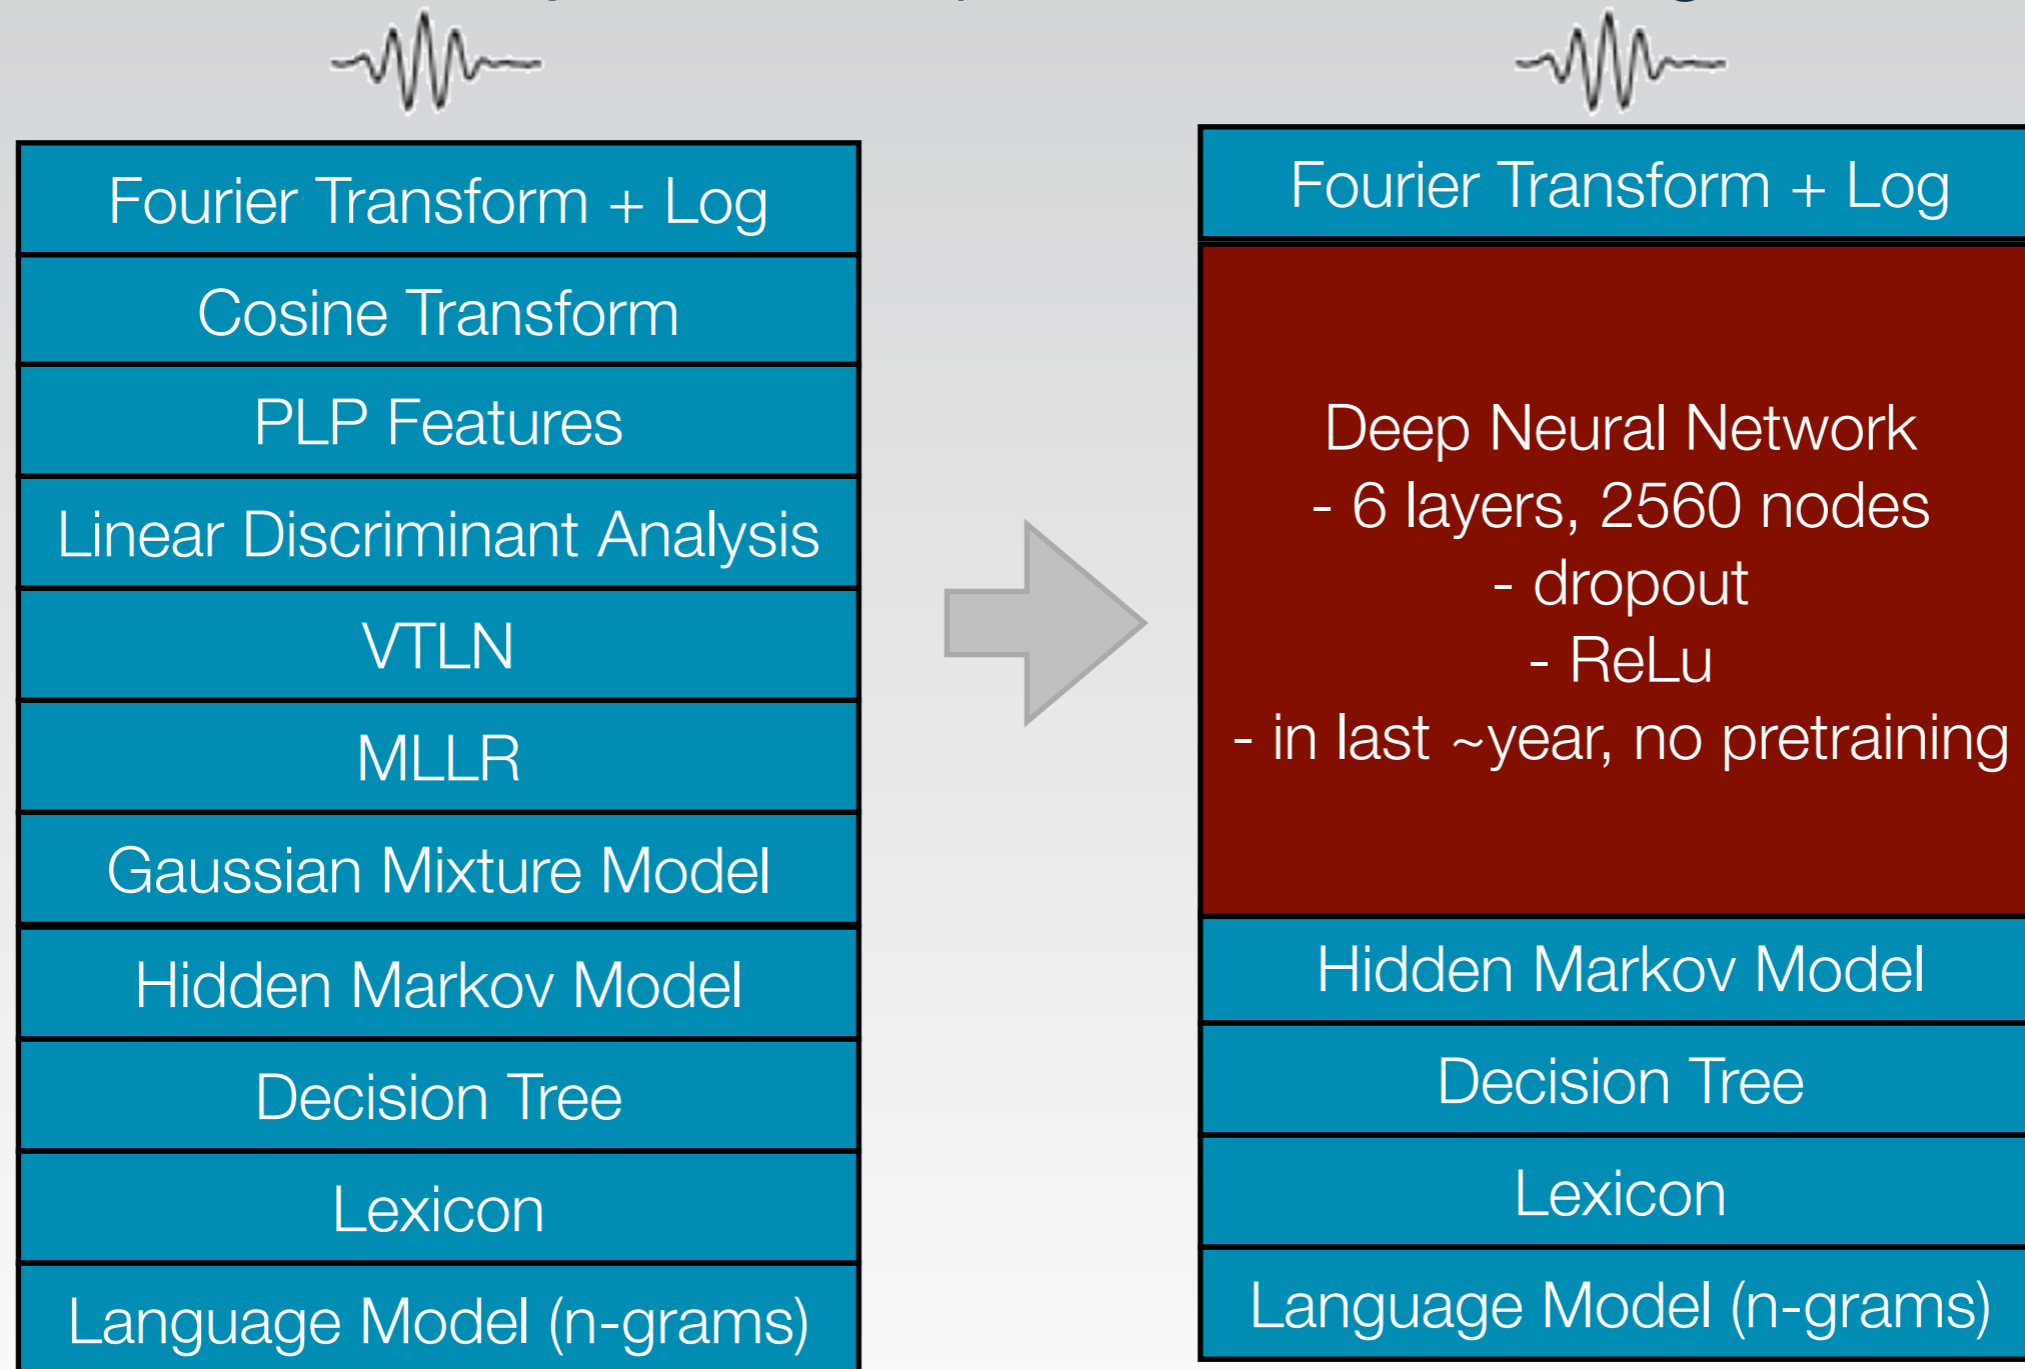 Fourier Transform + Log
Cosine Transform
PLP Features
Linear Discriminant Analysis
VTLN
MLLR
Gaussian Mixture Model
Hidden Markov Model
Decision Tree
Lexicon
Language Model (n-grams)
Fourier Transform + Log
Deep Neural Network
- 6 layers, 2560 nodes
- dropout
- ReLu
- in last ~year, no pretraining
Hidden Markov Model
Decision Tree
Lexicon
Language Model (n-grams)